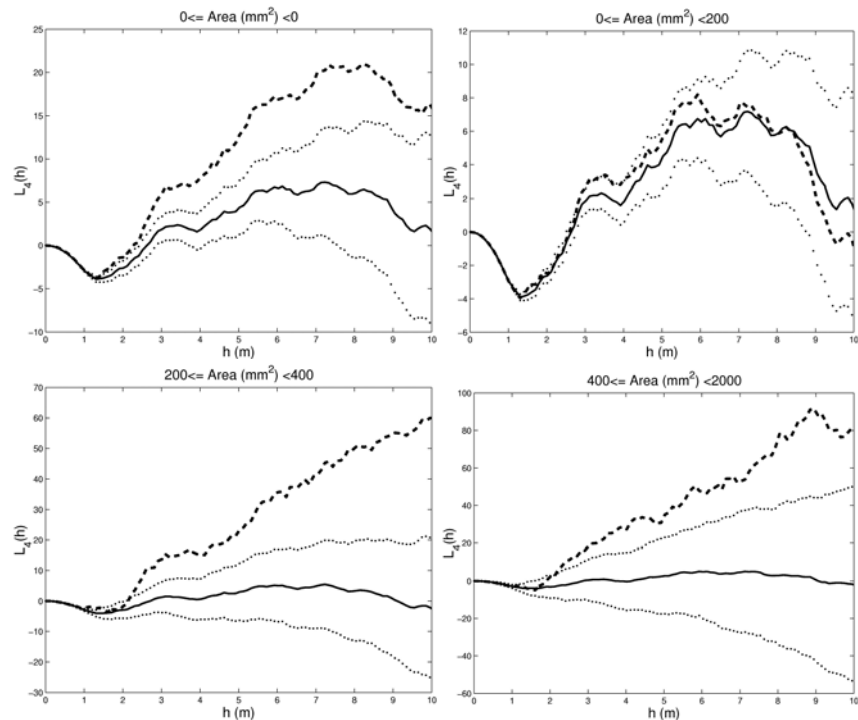 0<= Area (mm²) <0
25
20
15
10
5
0
−5
−10
L₄(h)
0 1 2 3 4 5 6 7 8 9 10
h (m)
0<= Area (mm²) <200
12
10
8
6
4
2
0
−2
−4
−6
L₄(h)
0 1 2 3 4 5 6 7 8 9 10
h (m)
200<= Area (mm²) <400
70
60
50
40
30
20
10
0
−10
−20
−30
L₄(h)
0 1 2 3 4 5 6 7 8 9 10
h (m)
400<= Area (mm²) <2000
100
80
60
40
20
0
−20
−40
−60
L₄(h)
0 1 2 3 4 5 6 7 8 9 10
h (m)